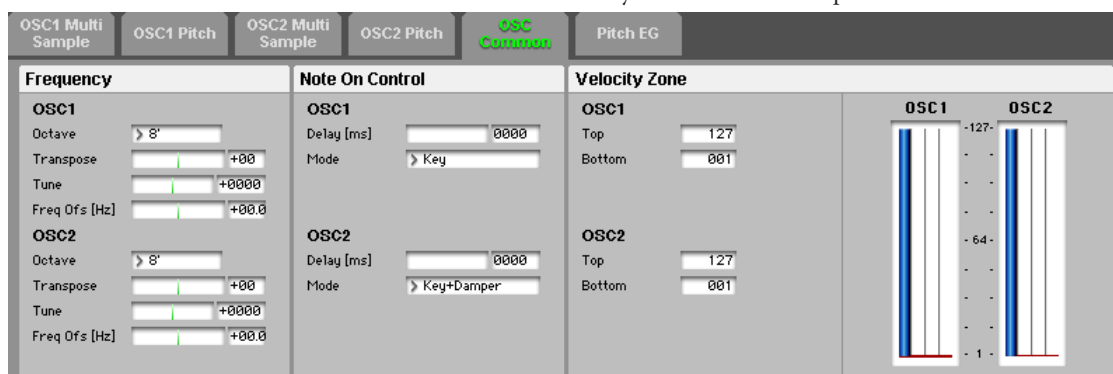 OSC1 Multi Sample
OSC1 Pitch
OSC2 Multi Sample
OSC2 Pitch
OSC Common
Pitch EG
Frequency
OSC1
Octave 8'
Transpose +00
Tune +0000
Freq Ofs [Hz] +00.0
OSC2
Octave 8'
Transpose +00
Tune +0000
Freq Ofs [Hz] +00.0
Note On Control
OSC1
Delay [ms] 0000
Mode Key
OSC2
Delay [ms] 0000
Mode Key+Damper
Velocity Zone
OSC1
Top 127
Bottom 001
OSC2
Top 127
Bottom 001
OSC1 OSC2
-127-
- 64 -
- 1 -